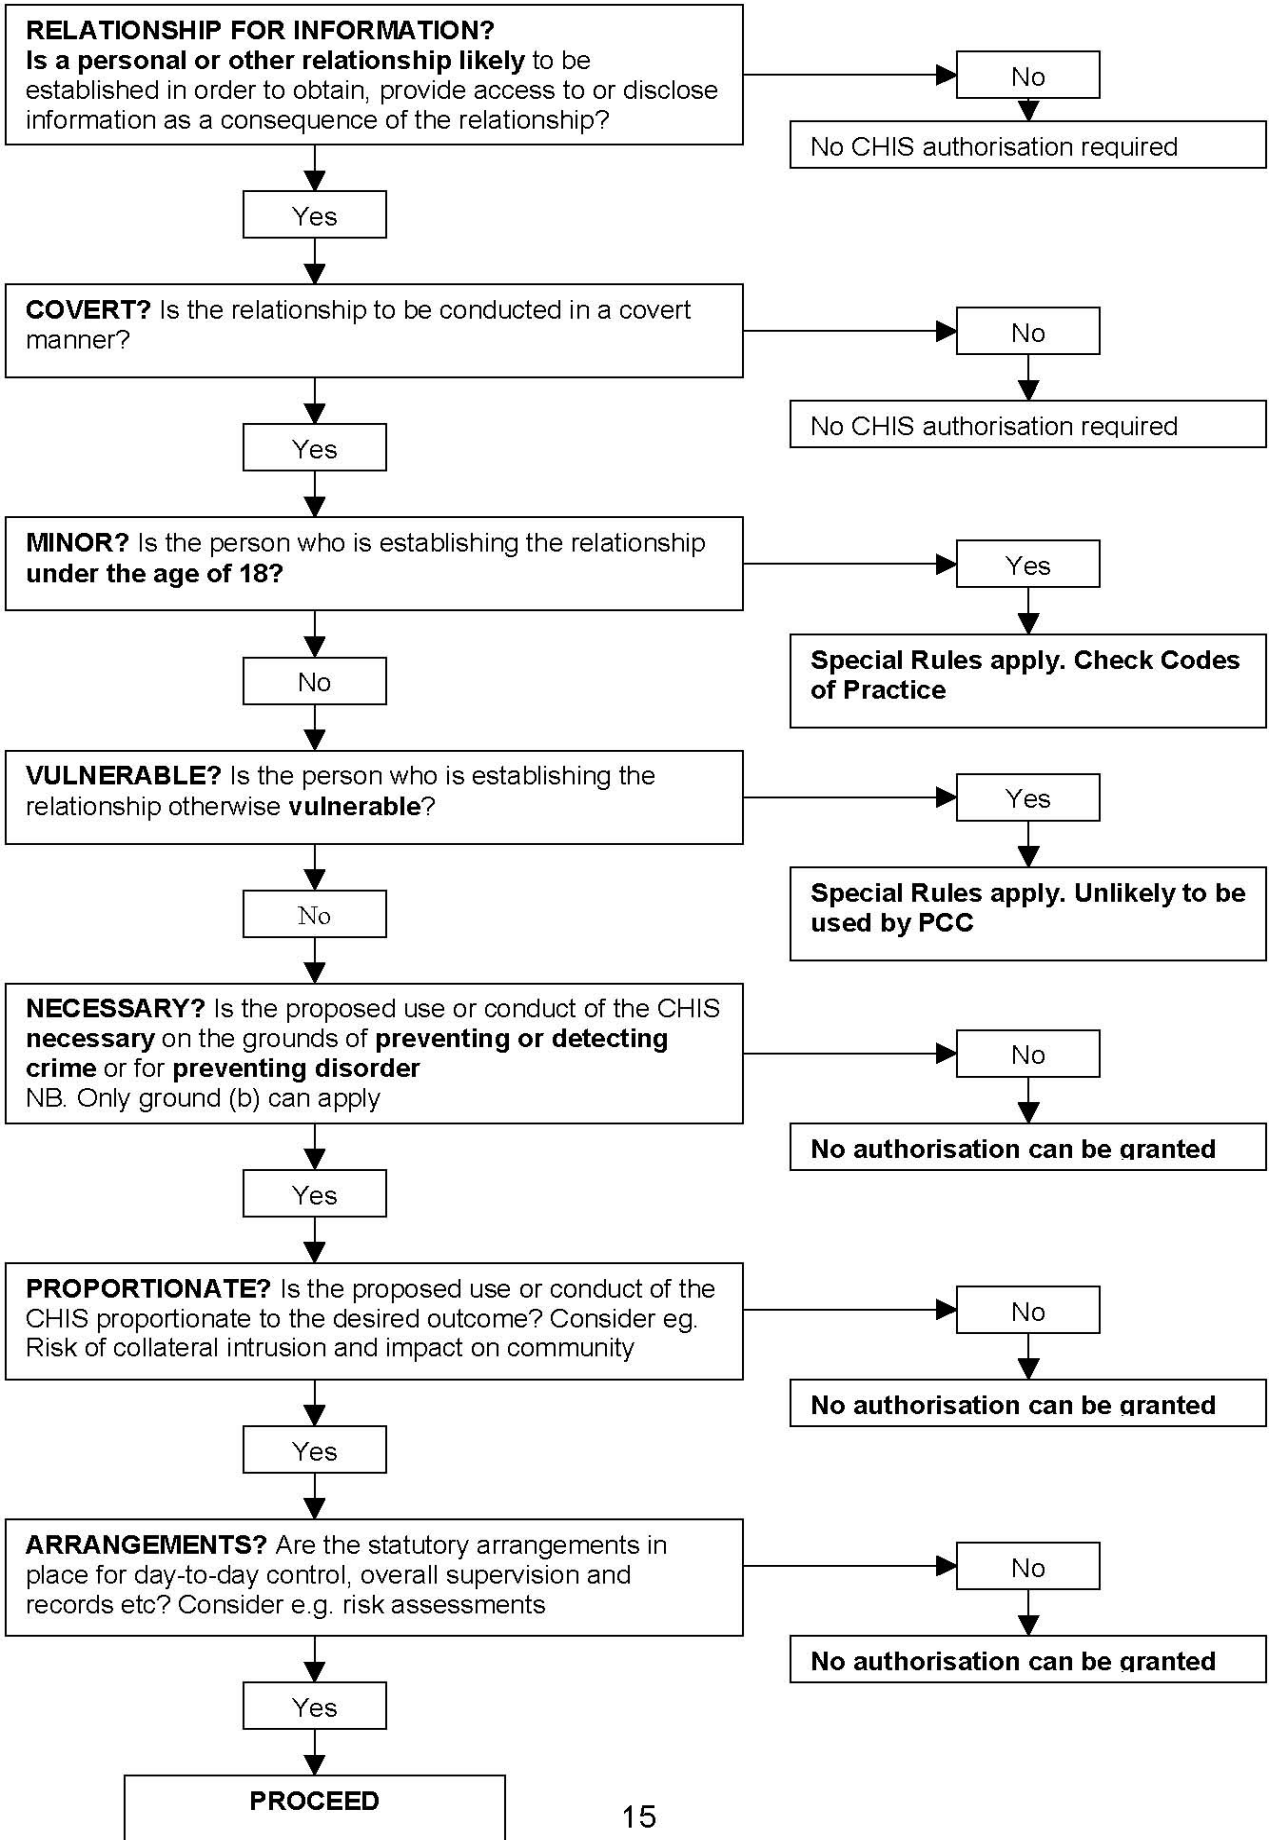 RELATIONSHIP FOR INFORMATION?
Is a personal or other relationship likely to be
established in order to obtain, provide access to or disclose
information as a consequence of the relationship?
No
No CHIS authorisation required
Yes
COVERT? Is the relationship to be conducted in a covert
manner?
No
No CHIS authorisation required
Yes
MINOR? Is the person who is establishing the relationship
under the age of 18?
Yes
Special Rules apply. Check Codes
of Practice
No
VULNERABLE? Is the person who is establishing the
relationship otherwise vulnerable?
Yes
Special Rules apply. Unlikely to be
used by PCC
No
NECESSARY? Is the proposed use or conduct of the CHIS
necessary on the grounds of preventing or detecting
crime or for preventing disorder
NB. Only ground (b) can apply
No
No authorisation can be granted
Yes
PROPORTIONATE? Is the proposed use or conduct of the
CHIS proportionate to the desired outcome? Consider eg.
Risk of collateral intrusion and impact on community
No
No authorisation can be granted
Yes
ARRANGEMENTS? Are the statutory arrangements in
place for day-to-day control, overall supervision and
records etc? Consider e.g. risk assessments
No
No authorisation can be granted
Yes
PROCEED
15